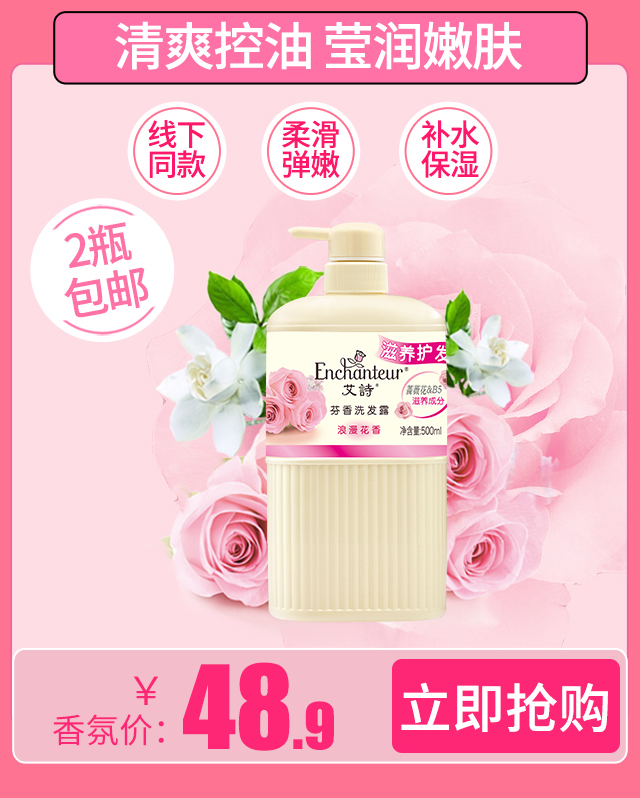 清爽控油 莹润嫩肤
线下
同款
柔滑
弹嫩
补水
保湿
2瓶
包邮
滋养护发
Enchanteur®
艾詩®
芬香洗发露
浪漫花香
蔷薇花&B5
滋养成分
净含量:500ml
¥
香氛价: 48.9
立即抢购